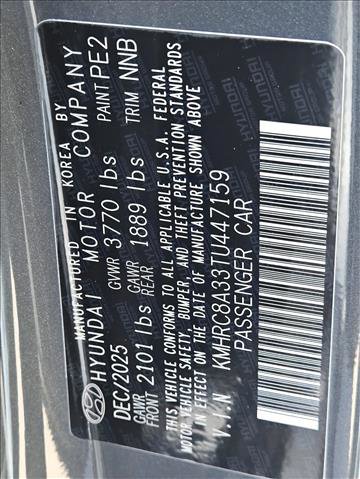 MADE IN KOREA BY
HYUNDAI MOTOR COMPANY
DEC/2025 GVWR 3770 lbs PAINT PE2
GAWR FRONT 2101 lbs GAWR REAR 1889 lbs TRIM NNB
THIS VEHICLE CONFORMS TO ALL APPLICABLE U.S.A. FEDERAL
MOTOR VEHICLE SAFETY, BUMPER, AND THEFT PREVENTION STANDARDS
IN EFFECT ON THE DATE OF MANUFACTURE SHOWN ABOVE
V.I.N KMHRC8A33TU447159
PASSENGER CAR